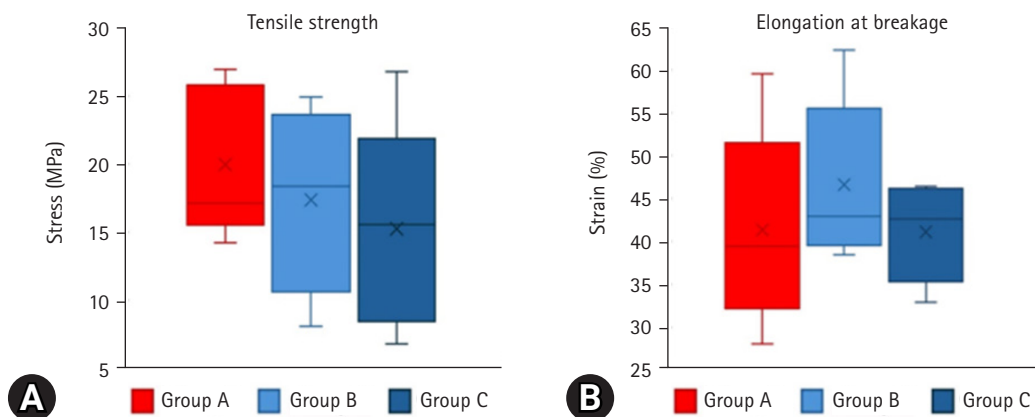 Tensile strength
30
25
20
15
10
5
Stress (MPa)
A
Group A Group B Group C
Elongation at breakage
65
60
55
50
45
40
35
30
25
Strain (%)
B
Group A Group B Group C